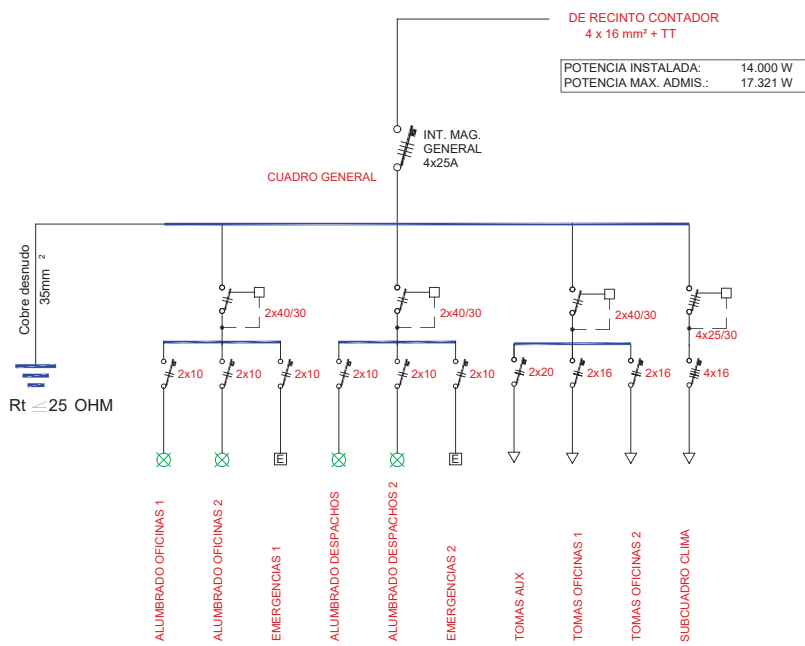 DE RECINTO CONTADOR
4 x 16 mm² + TT
POTENCIA INSTALADA: 14.000 W
POTENCIA MAX. ADMIS.: 17.321 W
INT. MAG.
GENERAL
4x25A
CUADRO GENERAL
Cobre desnudo
35mm 2
Rt ≤25 OHM
2x40/30
2x40/30
2x40/30
4x25/30
2x10
2x10
2x10
2x10
2x10
2x10
2x20
2x16
2x16
4x16
E
E
ALUMBRADO OFICINAS 1
ALUMBRADO OFICINAS 2
EMERGENCIAS 1
ALUMBRADO DESPACHOS
ALUMBRADO DESPACHOS 2
EMERGENCIAS 2
TOMAS AUX
TOMAS OFICINAS 1
TOMAS OFICINAS 2
SUBCUADRO CLIMA